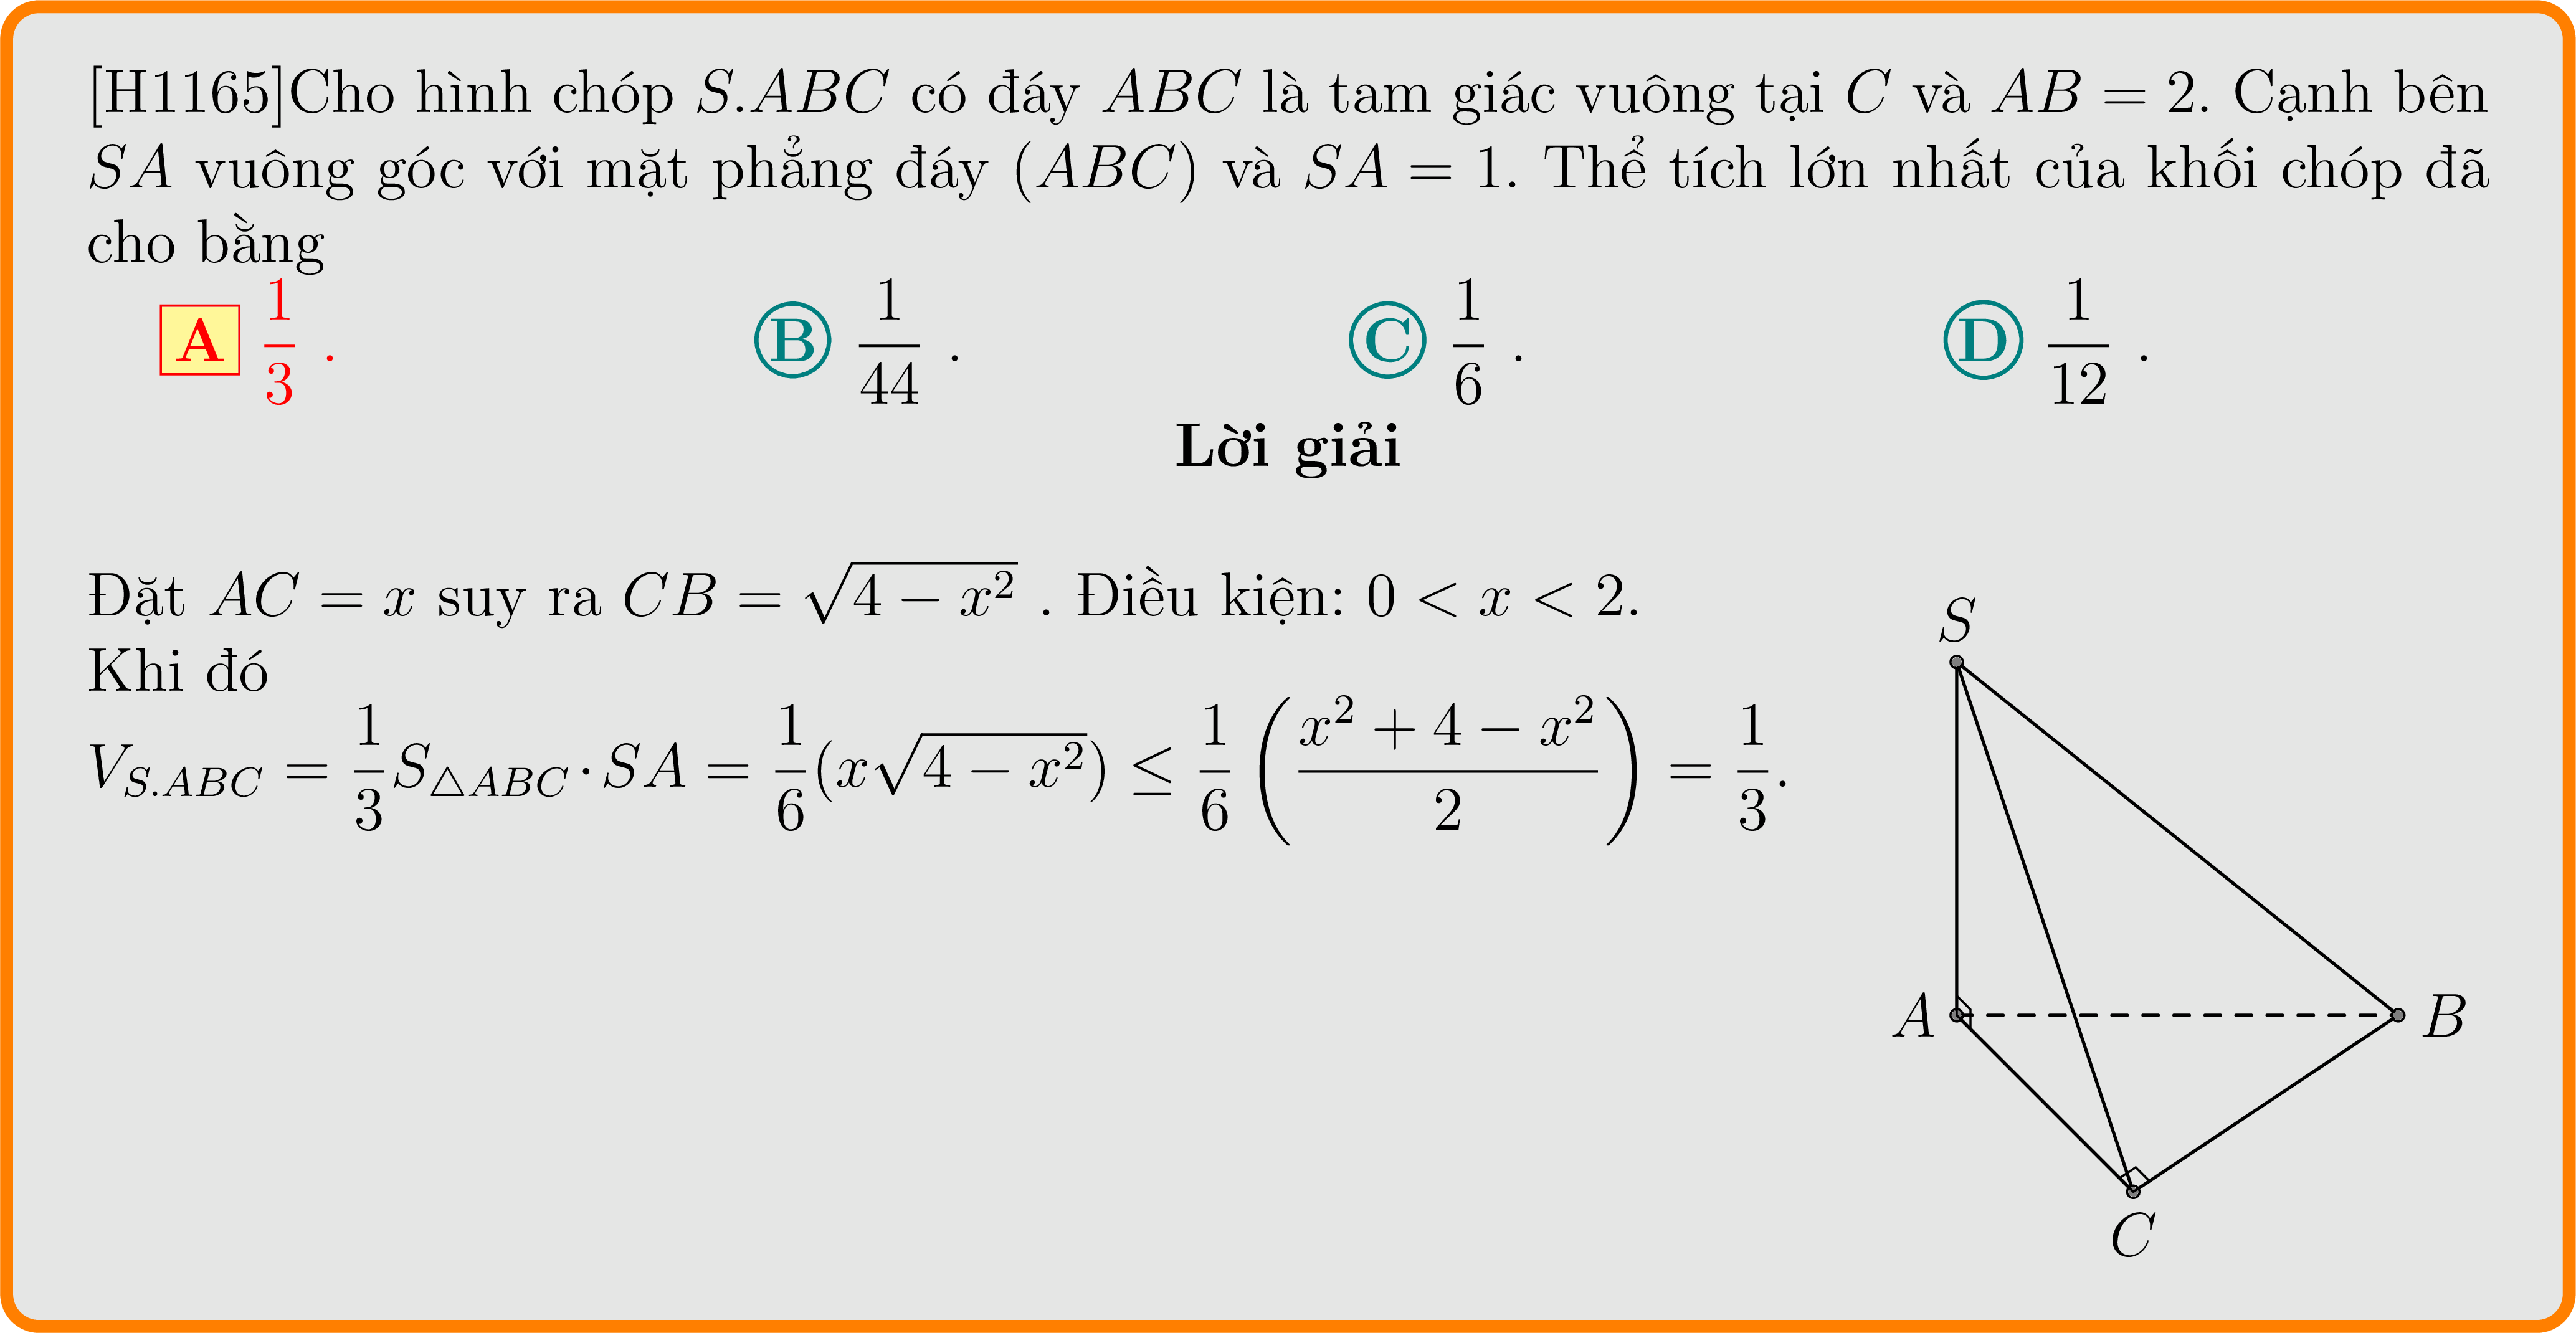 [H1165]Cho hình chóp S.ABC có đáy ABC là tam giác vuông tại C và AB = 2. Cạnh bên
SA vuông góc với mặt phẳng đáy (ABC) và SA = 1. Thể tích lớn nhất của khối chóp đã
cho bằng
A \frac{1}{3} . B \frac{1}{44} . C \frac{1}{6} . D \frac{1}{12} .
Lời giải
Đặt AC = x suy ra CB = \sqrt{4 - x^2} . Điều kiện: 0 < x < 2.
Khi đó
V_{S.ABC} = \frac{1}{3}S_{△ABC} · SA = \frac{1}{6}(x\sqrt{4 - x^2}) ≤ \frac{1}{6}\left(\frac{x^2 + 4 - x^2}{2}\right) = \frac{1}{3}.
S
A
B
C